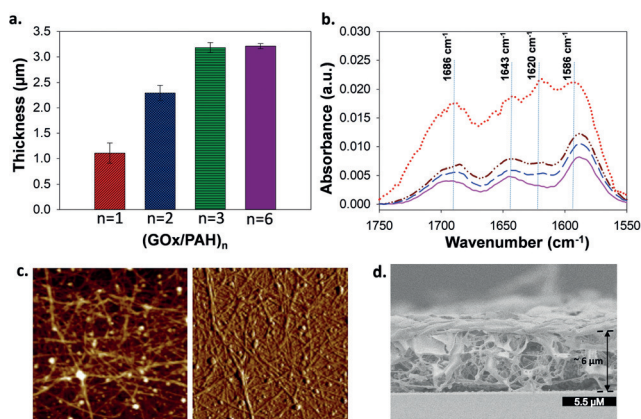 a.
3.5
3.0
2.5
2.0
1.5
1.0
0.5
0.0
Thickness (µm)
n=1 n=2 n=3 n=6
(GOx/PAH)n
b.
0.030
0.025
0.020
0.015
0.010
0.005
0.000
Absorbance (a.u.)
1686 cm-1
1643 cm-1
1620 cm-1
1586 cm-1
1750 1700 1650 1600 1550
Wavenumber (cm-1)
c.
d.
~ 6 µm
5.5 µM